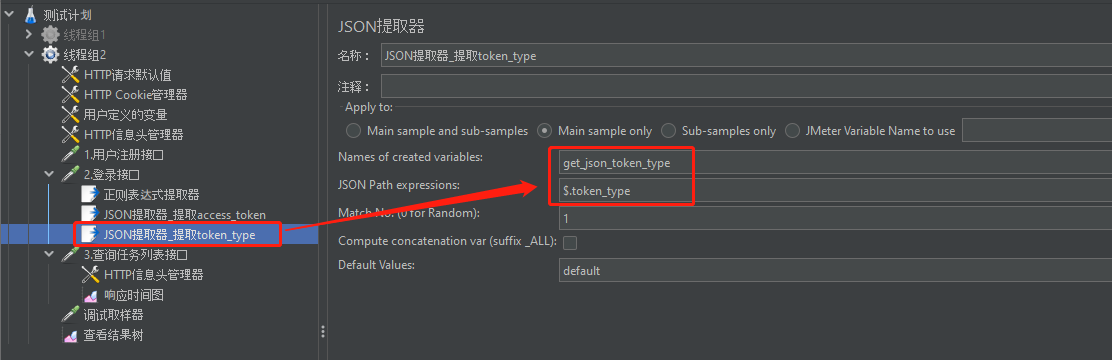 测试计划
线程组1
线程组2
HTTP请求默认值
HTTP Cookie管理器
用户定义的变量
HTTP信息头管理器
1.用户注册接口
2.登录接口
正则表达式提取器
JSON提取器_提取access_token
JSON提取器_提取token_type
3.查询任务列表接口
HTTP信息头管理器
响应时间图
调试取样器
查看结果树
JSON提取器
名称： JSON提取器_提取token_type
注释：
Apply to:
Main sample and sub-samples Main sample only Sub-samples only JMeter Variable Name to use
Names of created variables: get_json_token_type
JSON Path expressions: $.token_type
Match No. (0 for Random): 1
Compute concatenation var (suffix _ALL):
Default Values: default